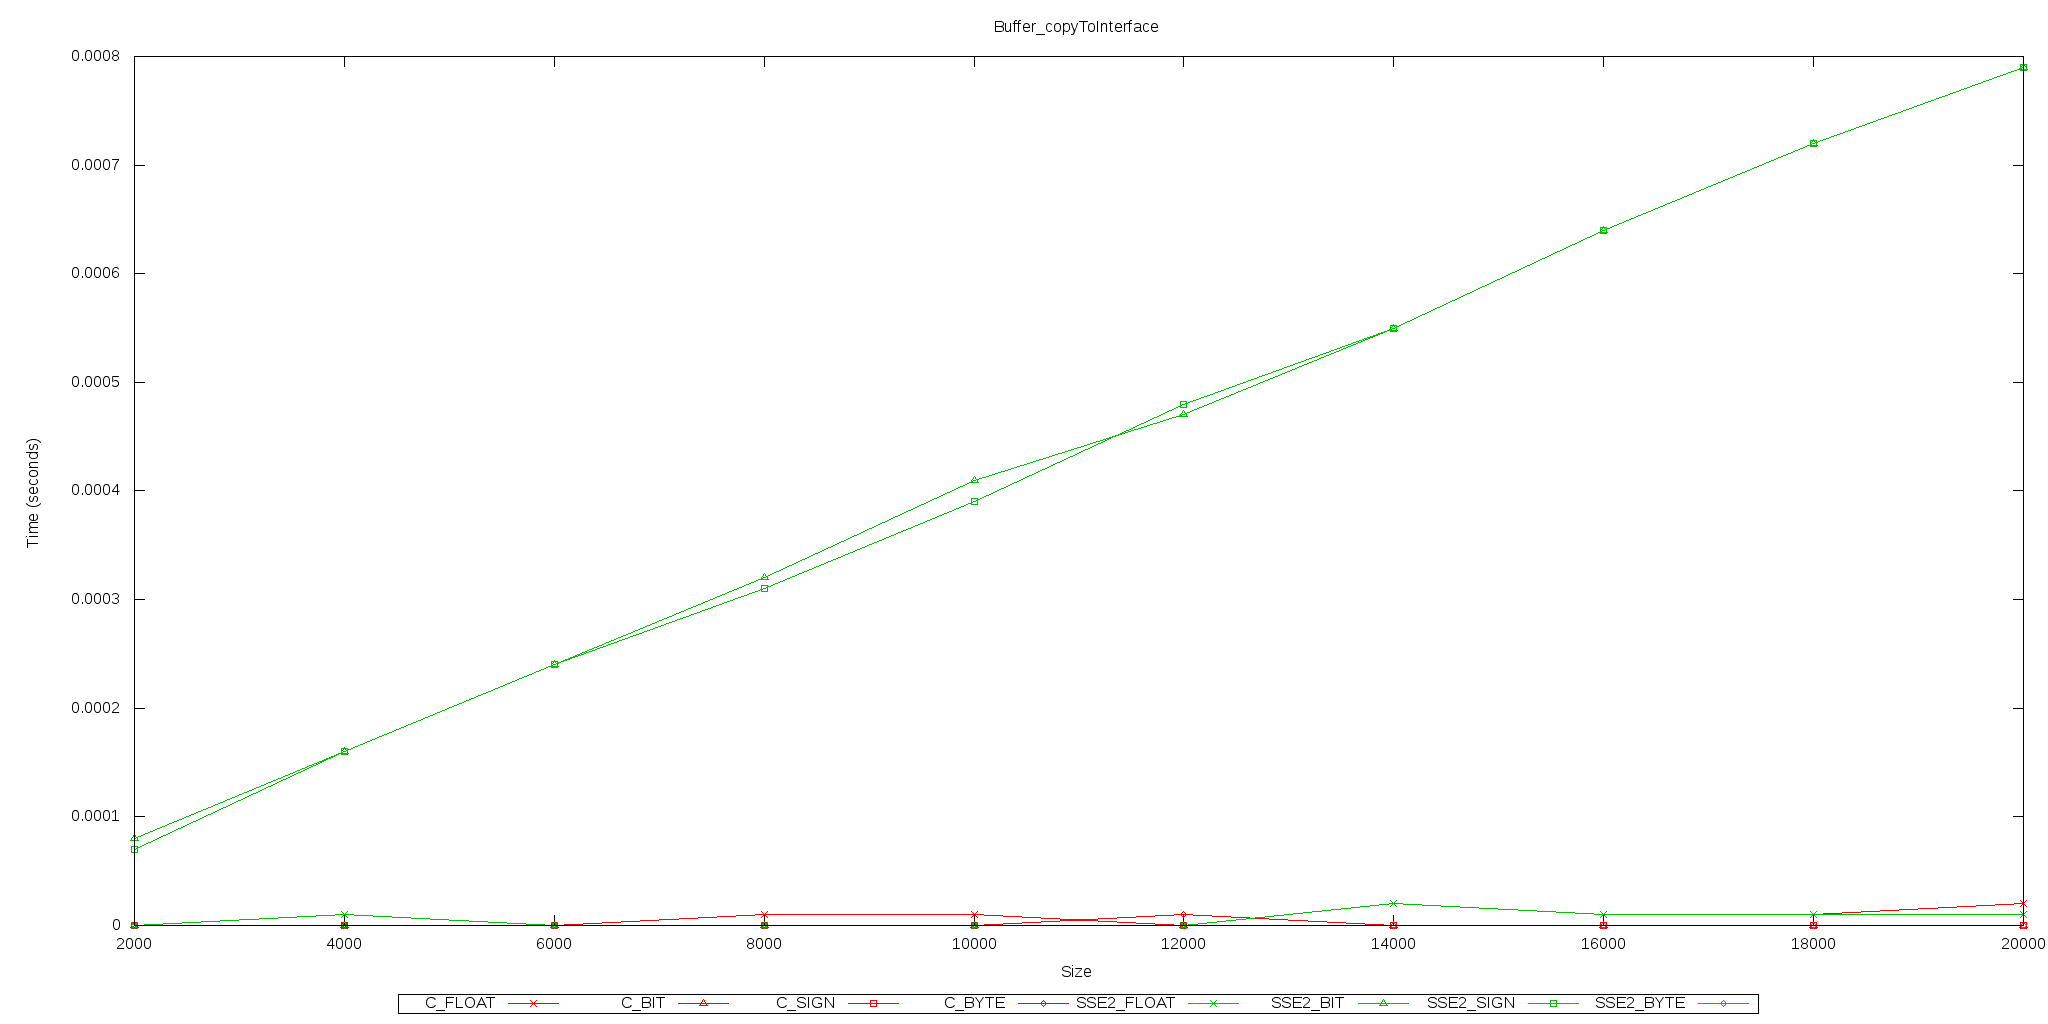 Buffer_copyToInterface
0.0008
0.0007
0.0006
0.0005
0.0004
0.0003
0.0002
0.0001
0
Time (seconds)
2000 4000 6000 8000 10000 12000 14000 16000 18000 20000
Size
C_FLOAT C_BIT C_SIGN C_BYTE SSE2_FLOAT SSE2_BIT SSE2_SIGN SSE2_BYTE